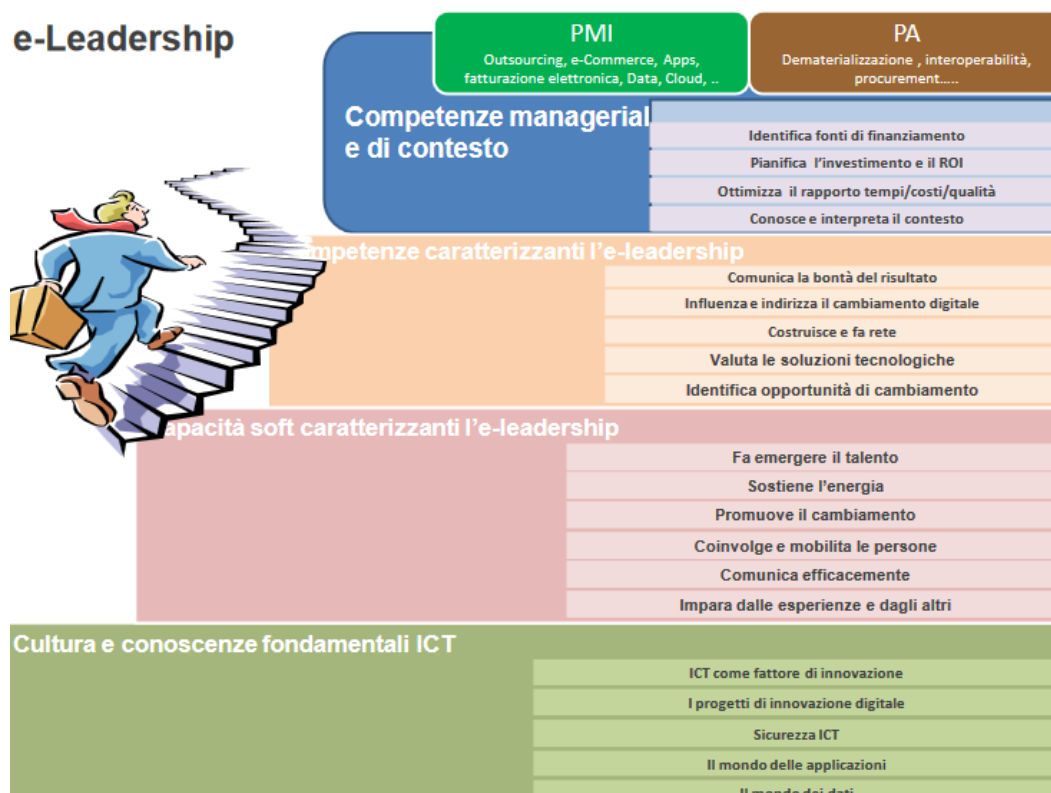 e-Leadership
PMI
Outsourcing, e-Commerce, Apps,
fatturazione elettronica, Data, Cloud, ..
PA
Dematerializzazione , interoperabilità,
procurement.....
Competenze managerial
e di contesto
Identifica fonti di finanziamento
Pianifica l'investimento e il ROI
Ottimizza il rapporto tempi/costi/qualità
Conosce e interpreta il contesto
mpetenze caratterizzanti l'e-leadership
Comunica la bontà del risultato
Influenza e indirizza il cambiamento digitale
Costruisce e fa rete
Valuta le soluzioni tecnologiche
Identifica opportunità di cambiamento
apacità soft caratterizzanti l'e-leadership
Fa emergere il talento
Sostiene l'energia
Promuove il cambiamento
Coinvolge e mobilita le persone
Comunica efficacemente
Impara dalle esperienze e dagli altri
Cultura e conoscenze fondamentali ICT
ICT come fattore di innovazione
I progetti di innovazione digitale
Sicurezza ICT
Il mondo delle applicazioni
Il mondo dei dati